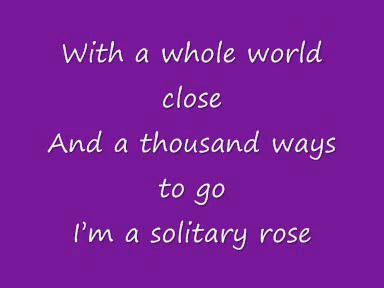 With a whole world
close
And a thousand ways
to go
I'm a solitary rose